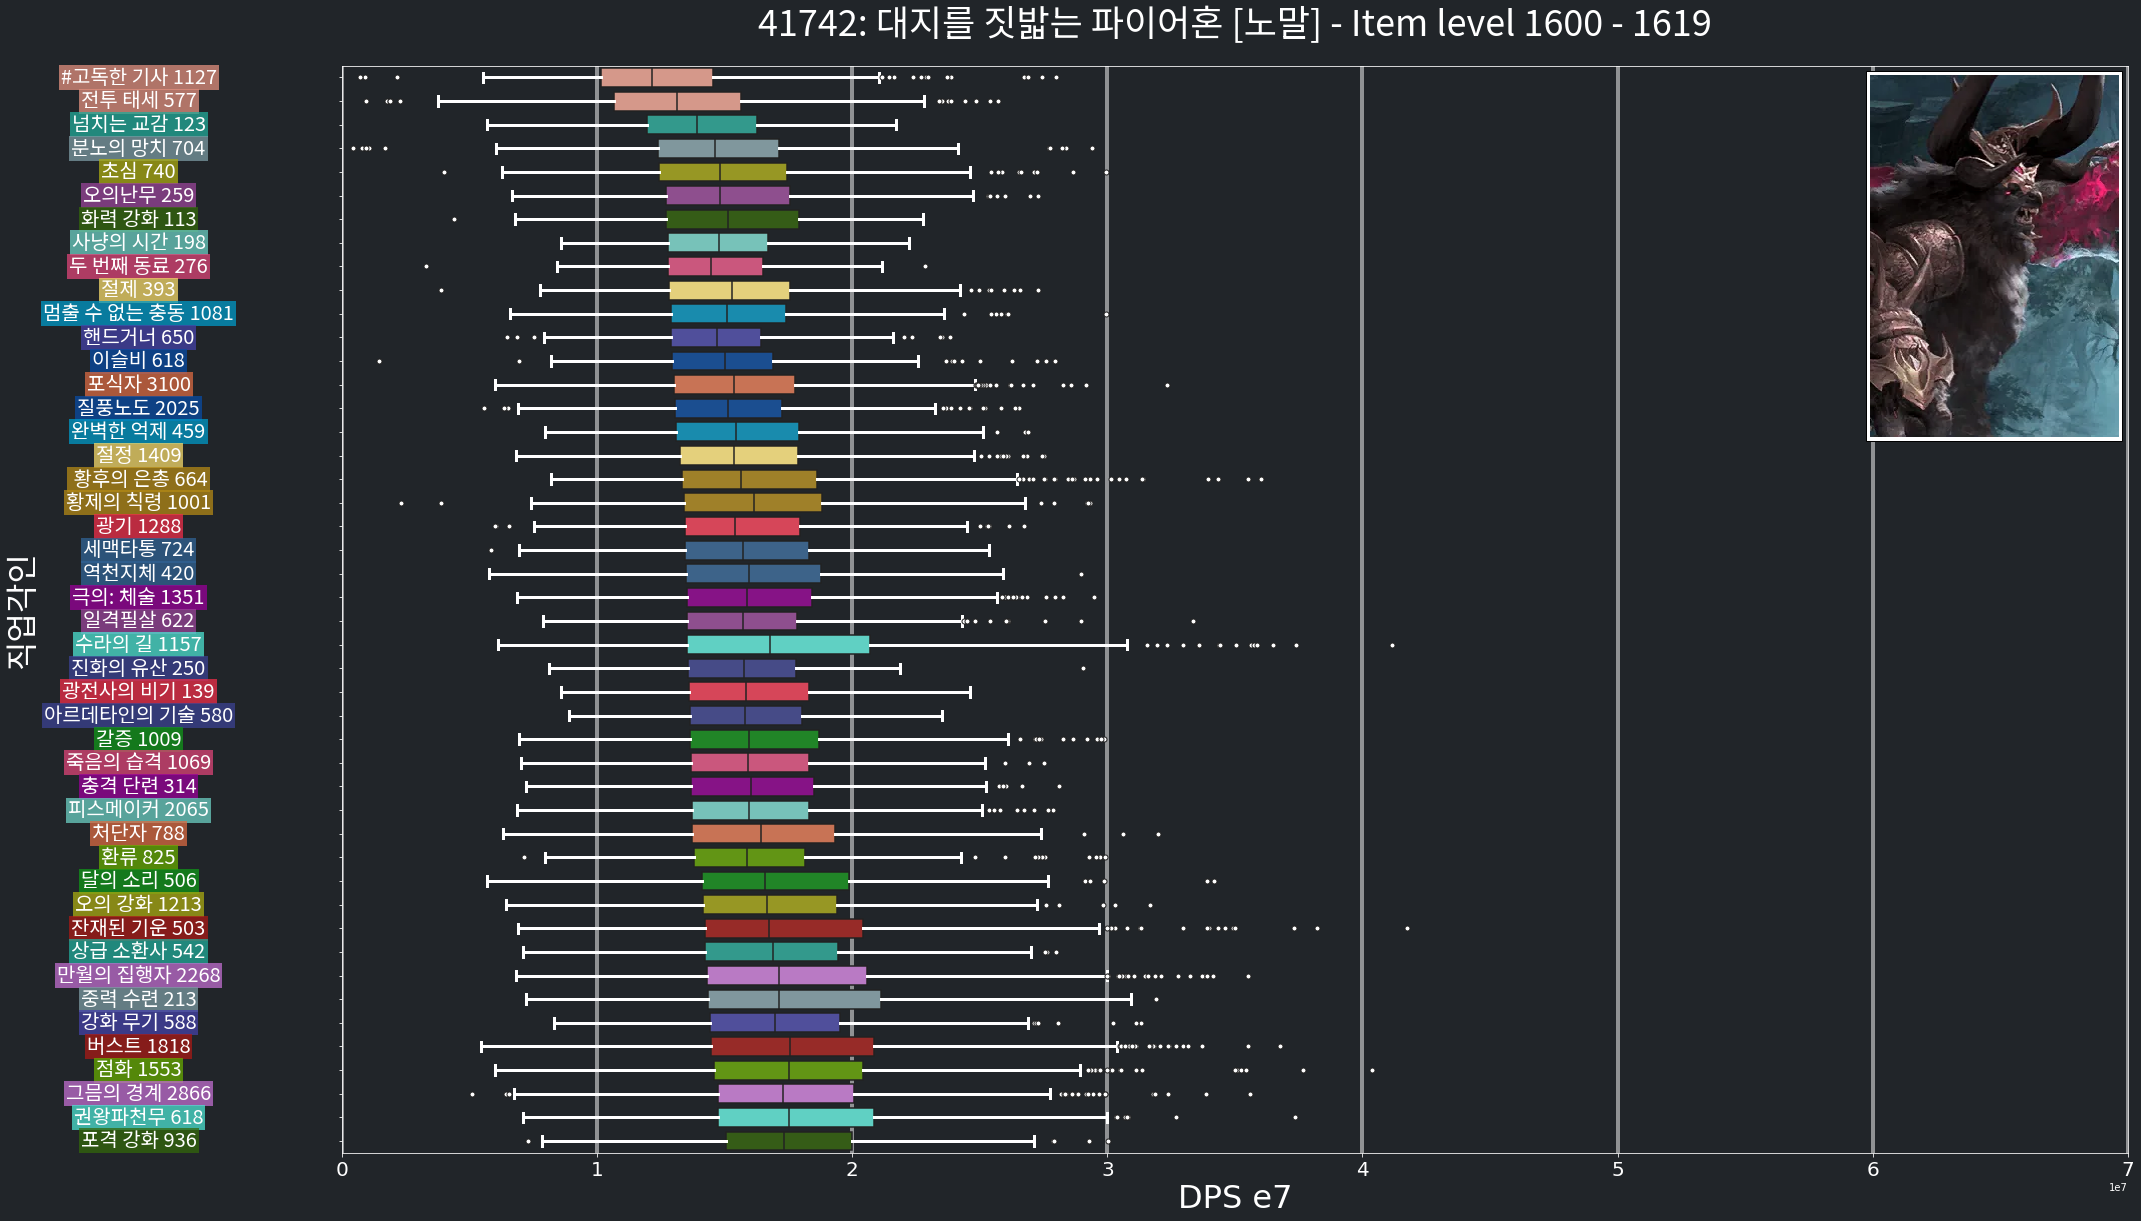 41742: 대지를 짓밟는 파이어혼 [노말] - Item level 1600 - 1619
#고독한 기사 1127
전투 태세 577
넘치는 교감 123
분노의 망치 704
초심 740
오의난무 259
화력 강화 113
사냥의 시간 198
두 번째 동료 276
절제 393
멈출 수 없는 충동 1081
핸드거너 650
이슬비 618
포식자 3100
질풍노도 2025
완벽한 억제 459
절정 1409
황후의 은총 664
황제의 칙령 1001
광기 1288
세맥타통 724
역천지체 420
극의: 체술 1351
일격필살 622
수라의 길 1157
진화의 유산 250
광전사의 비기 139
아르데타인의 기술 580
갈증 1009
죽음의 습격 1069
충격 단련 314
피스메이커 2065
처단자 788
환류 825
달의 소리 506
오의 강화 1213
잔재된 기운 503
상급 소환사 542
만월의 집행자 2268
중력 수련 213
강화 무기 588
버스트 1818
점화 1553
그믐의 경계 2866
권왕파천무 618
포격 강화 936
직업각인
0 1 2 3 4 5 6 7
DPS e7
1e7